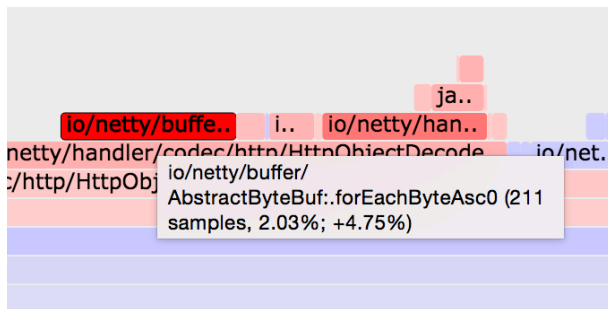 ja..
io/netty/buffe.. i.. io/netty/han..
netty/handler/codec/http/HttpObjectDecode io/net.
c/http/HttpObj
io/netty/buffer/
AbstractByteBuf:.forEachByteAsc0 (211
samples, 2.03%; +4.75%)